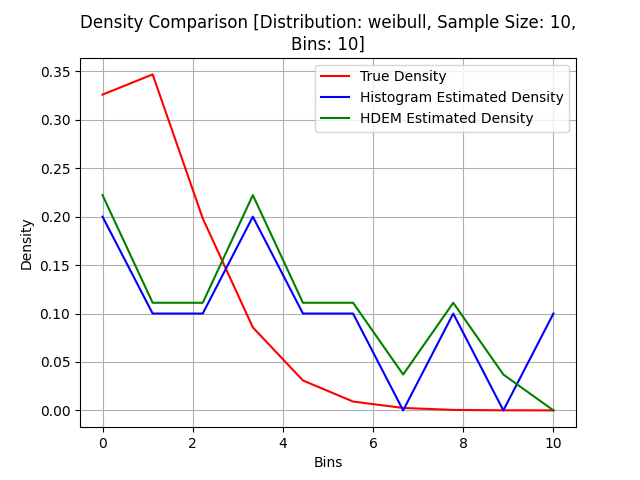 Density Comparison [Distribution: weibull, Sample Size: 10,
Bins: 10]
True Density
Histogram Estimated Density
HDEM Estimated Density
Density
0.35
0.30
0.25
0.20
0.15
0.10
0.05
0.00
0 2 4 6 8 10
Bins